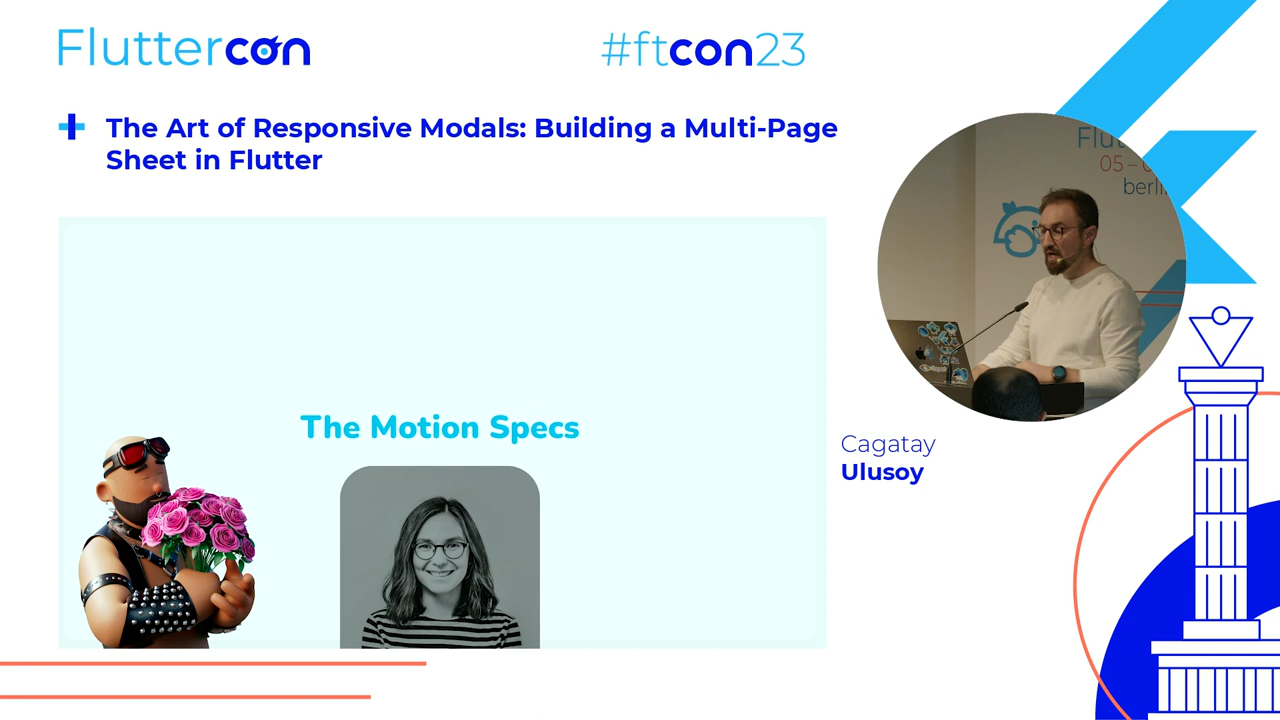 Fluttercon
#ftcon23
The Art of Responsive Modals: Building a Multi-Page
Sheet in Flutter
The Motion Specs
Cagatay
Ulusoy